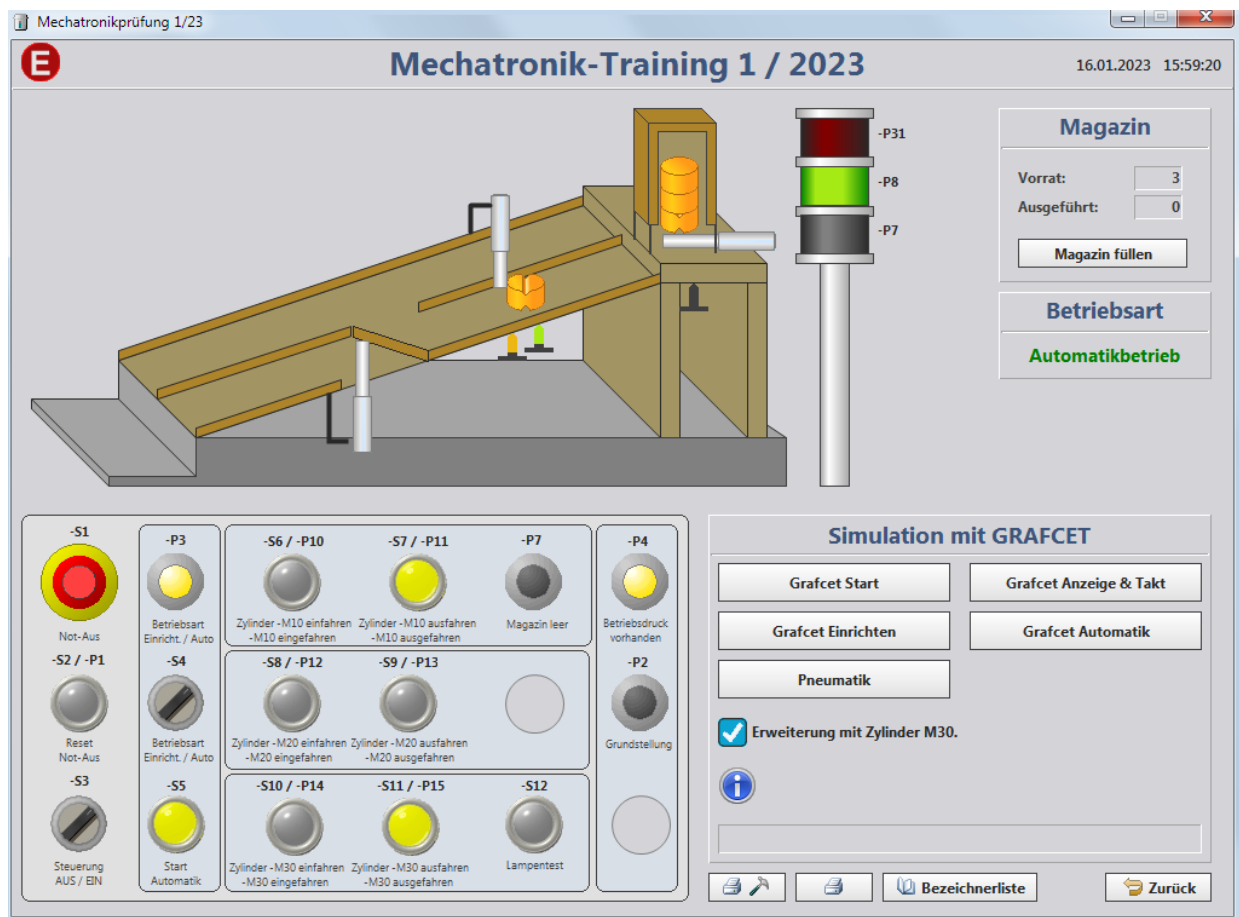 Mechatronikprüfung 1/23
E
Mechatronik-Training 1 / 2023
16.01.2023 15:59:20
-P31
-P8
-P7
Magazin
Vorrat: 3
Ausgeführt: 0
Magazin füllen
Betriebsart
Automatikbetrieb
-S1
Not-Aus
-S2 / -P1
Reset
Not-Aus
-S3
Steuerung
AUS / EIN
-P3
Betriebsart
Einricht. / Auto
-S4
Betriebsart
Einricht. / Auto
-S5
Start
Automatik
-S6 / -P10
Zylinder -M10 einfahren
-M10 eingefahren
-S7 / -P11
Zylinder -M10 ausfahren
-M10 ausgefahren
-P7
Magazin leer
-S8 / -P12
Zylinder -M20 einfahren
-M20 eingefahren
-S9 / -P13
Zylinder -M20 ausfahren
-M20 ausgefahren
-S10 / -P14
Zylinder -M30 einfahren
-M30 eingefahren
-S11 / -P15
Zylinder -M30 ausfahren
-M30 ausgefahren
-S12
Lampentest
-P4
Betriebsdruck
vorhanden
-P2
Grundstellung
Simulation mit GRAFCET
Grafcet Start
Grafcet Anzeige & Takt
Grafcet Einrichten
Grafcet Automatik
Pneumatik
Erweiterung mit Zylinder M30.
Bezeichnerliste
Zurück